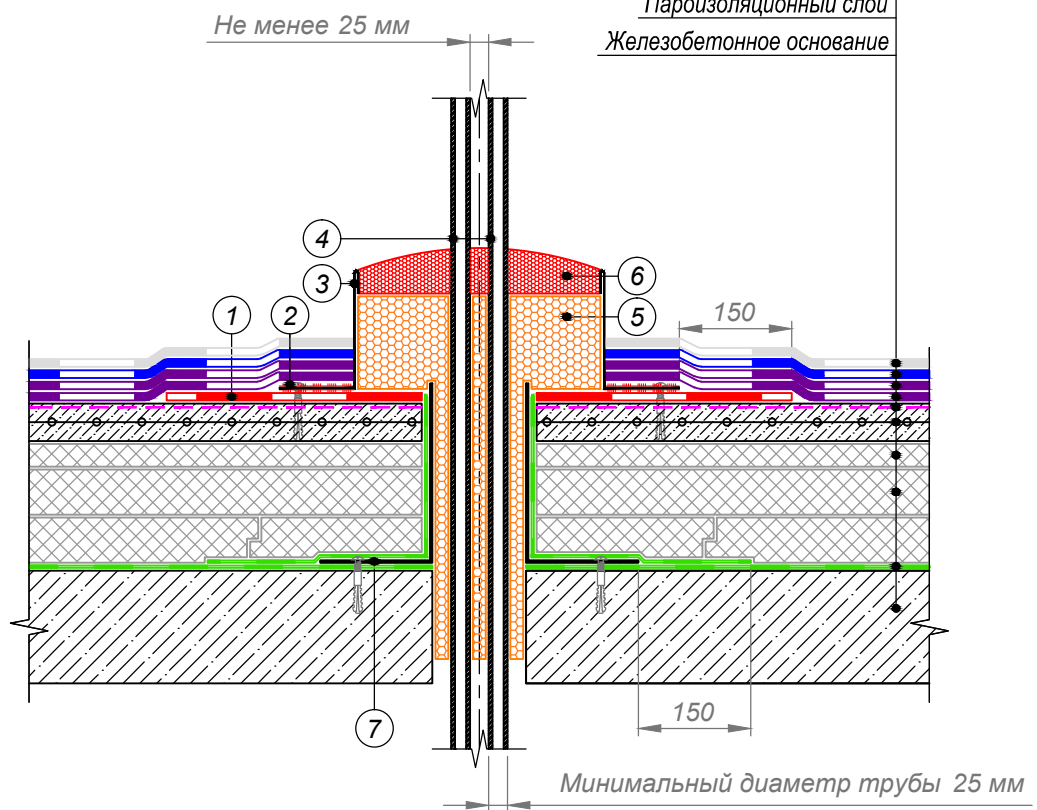 Пароизоляционный слой
Не менее 25 мм
Железобетонное основание
4
3
6
1
2
5
150
7
150
Минимальный диаметр трубы 25 мм